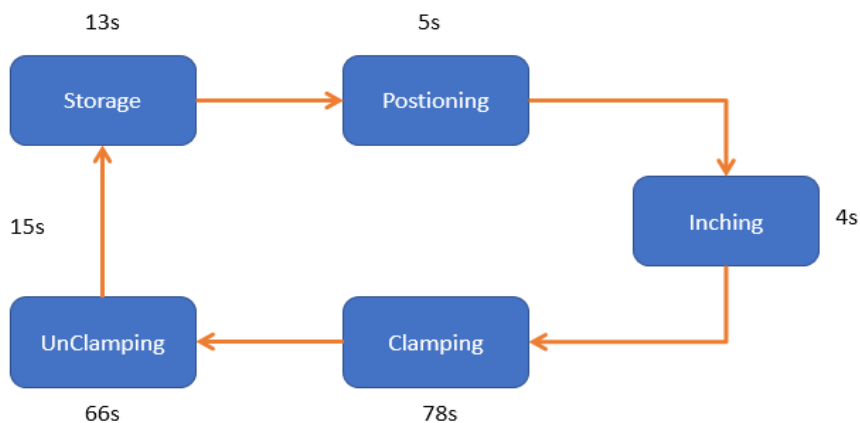 13s
5s
Storage
Postioning
Inching
4s
15s
UnClamping
Clamping
66s
78s